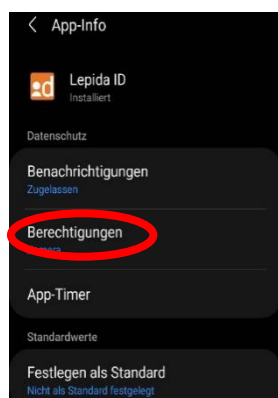 < App-Info
Lepida ID
Installiert
Datenschutz
Benachrichtigungen
Zugelassen
Berechtigungen
Kamera
App-Timer
Standardwerte
Festlegen als Standard
Nicht als Standard festgelegt